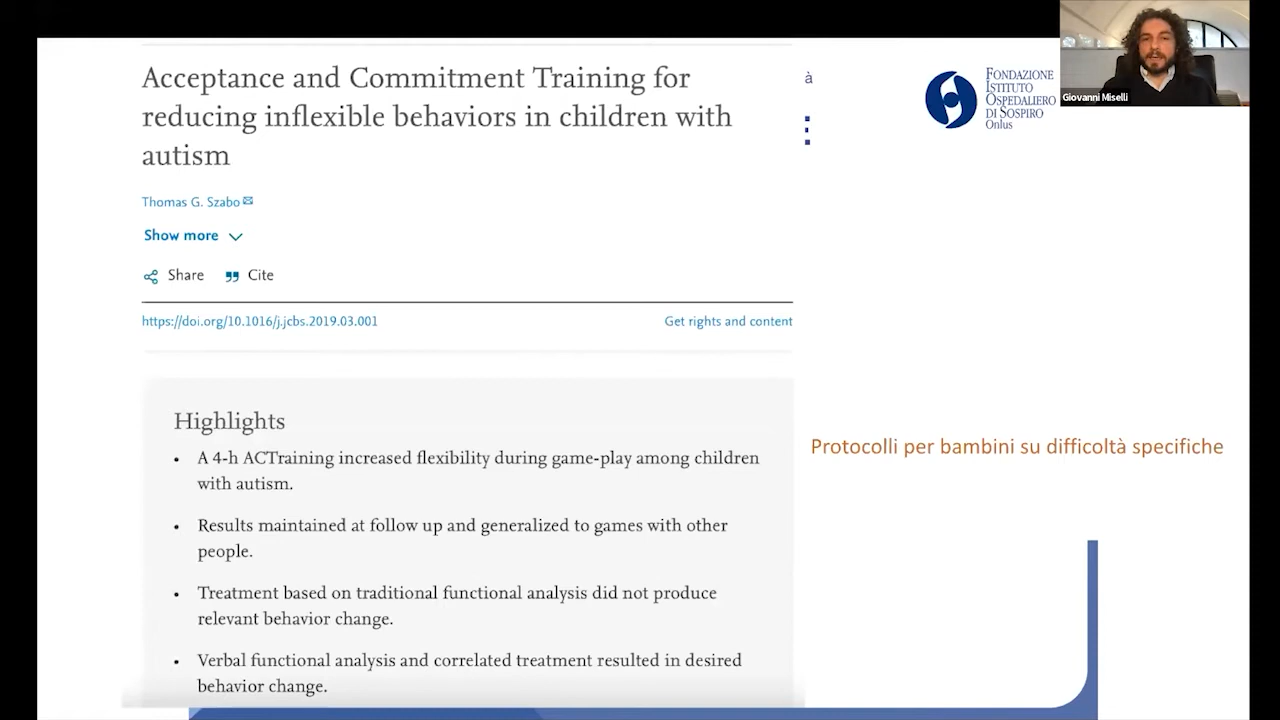 Acceptance and Commitment Training for
reducing inflexible behaviors in children with
autism
Thomas G. Szabo
Show more
Share Cite
https://doi.org/10.1016/j.jcbs.2019.03.001
Get rights and content
Highlights
• A 4-h ACTraining increased flexibility during game-play among children
with autism.
• Results maintained at follow up and generalized to games with other
people.
• Treatment based on traditional functional analysis did not produce
relevant behavior change.
• Verbal functional analysis and correlated treatment resulted in desired
behavior change.
à
FONDAZIONE
ISTITUTO
OSPEDALIERO
DI SOSPIRO
Onlus
Giovanni Miselli
Protocolli per bambini su difficoltà specifiche